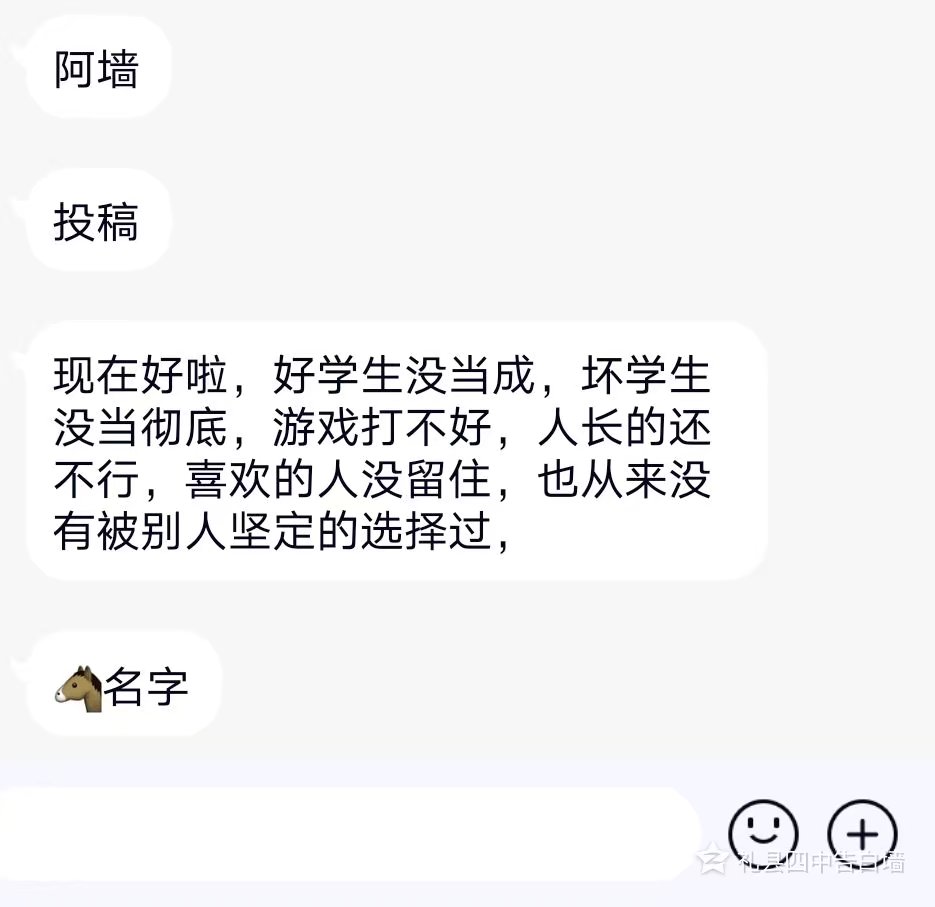 阿墙
投稿
现在好啦，好学生没当成，坏学生
没当彻底，游戏打不好，人长的还
不行，喜欢的人没留住，也从来没
有被别人坚定的选择过，
🐴名字
礼县四中告白墙